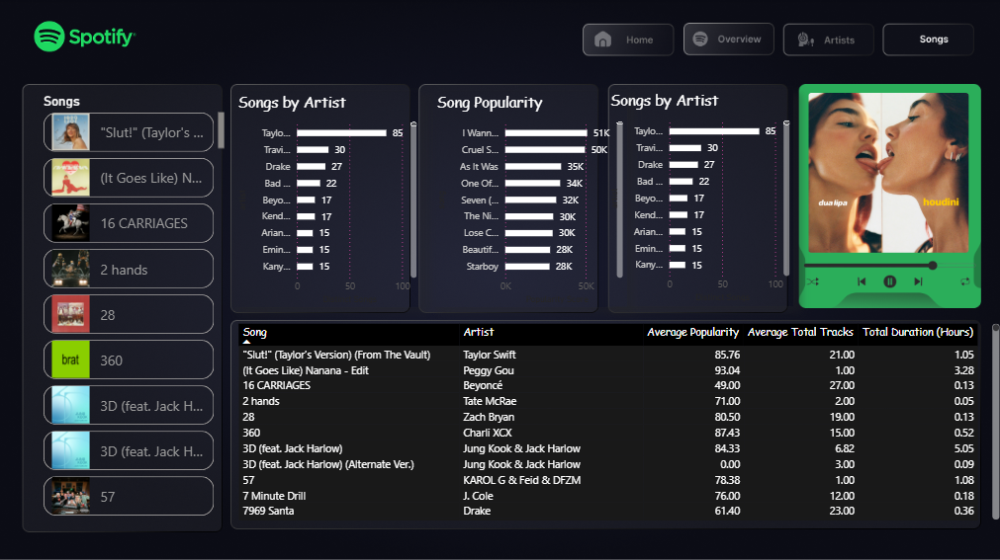 Spotify
Home
Overview
Artists
Songs
Songs
"Slut!" (Taylor's ...
(It Goes Like) N...
16 CARRIAGES
2 hands
28
brat
360
3D (feat. Jack H...
3D (feat. Jack H...
57
Songs by Artist
Taylo... 85
Travi... 30
Drake 27
Bad ... 22
Beyo... 17
Kend... 17
Arian... 15
Emin... 15
Kany... 15
0 50 100
Song Popularity
I Wann... 51K
Cruel S... 50K
As It Was 35K
One Of... 34K
Seven (... 32K
The Ni... 30K
Lose C... 30K
Beautif... 28K
Starboy 28K
0K 50K
Songs by Artist
Taylo... 85
Travi... 30
Drake 27
Bad ... 22
Beyo... 17
Kend... 17
Arian... 15
Emin... 15
Kany... 15
0 50 100
dua lipa
houdini
Song Artist Average Popularity Average Total Tracks Total Duration (Hours)
"Slut!" (Taylor's Version) (From The Vault) Taylor Swift 85.76 21.00 1.05
(It Goes Like) Nanana - Edit Peggy Gou 93.04 1.00 3.28
16 CARRIAGES Beyoncé 49.00 27.00 0.13
2 hands Tate McRae 71.00 2.00 0.05
28 Zach Bryan 80.50 19.00 0.13
360 Charli XCX 87.43 15.00 0.52
3D (feat. Jack Harlow) Jung Kook & Jack Harlow 84.33 6.82 5.05
3D (feat. Jack Harlow) (Alternate Ver.) Jung Kook & Jack Harlow 0.00 3.00 0.09
57 KAROL G & Feid & DFZM 78.38 1.00 1.08
7 Minute Drill J. Cole 76.00 12.00 0.18
7969 Santa Drake 61.40 23.00 0.36